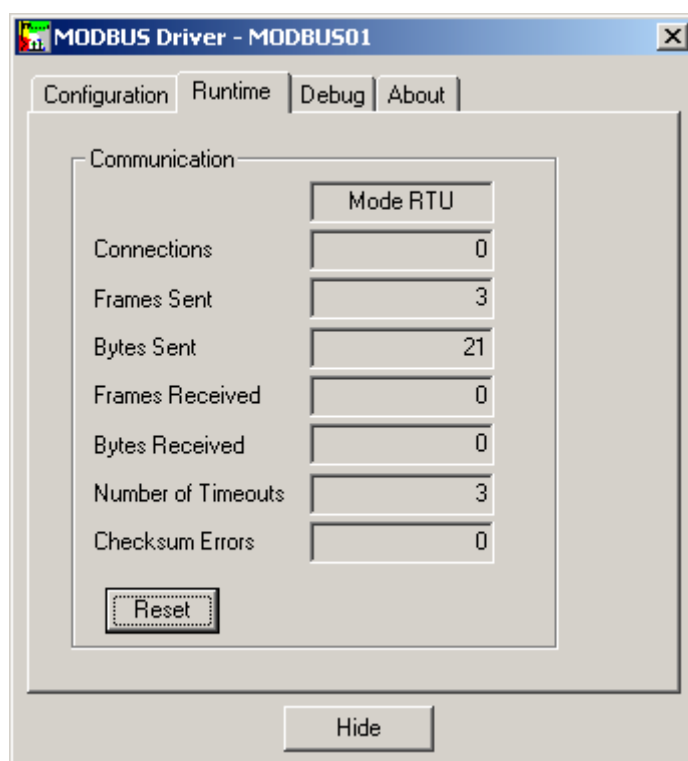 MODBUS Driver - MODBUS01
Configuration Runtime Debug About
Communication
Mode RTU
Connections 0
Frames Sent 3
Bytes Sent 21
Frames Received 0
Bytes Received 0
Number of Timeouts 3
Checksum Errors 0
Reset
Hide